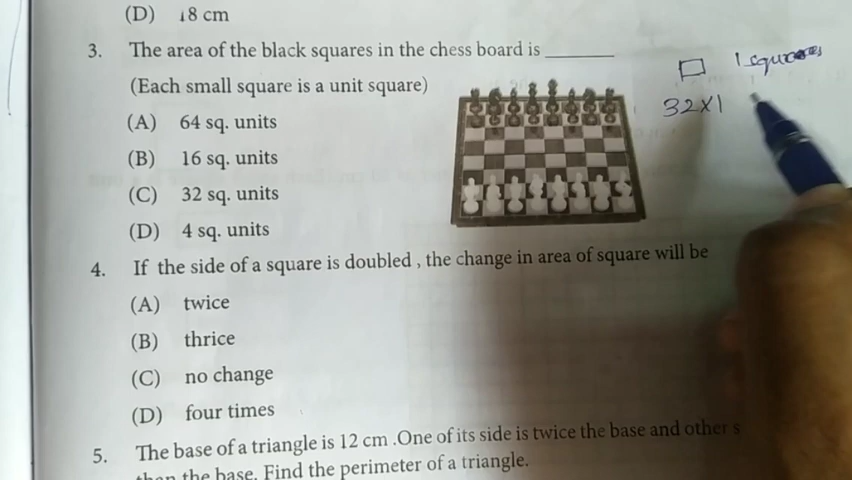 (D) 18 cm
3. The area of the black squares in the chess board is ________
(Each small square is a unit square)
1 squares
32×1
(A) 64 sq. units
(B) 16 sq. units
(C) 32 sq. units
(D) 4 sq. units
4. If the side of a square is doubled , the change in area of square will be
(A) twice
(B) thrice
(C) no change
(D) four times
5. The base of a triangle is 12 cm .One of its side is twice the base and other s
than the base. Find the perimeter of a triangle.